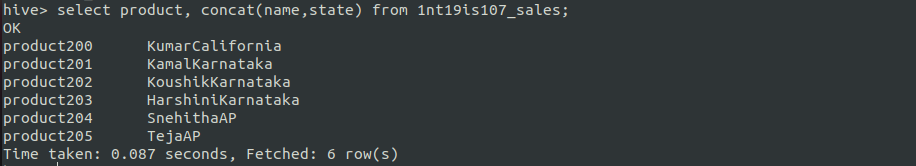 hive> select product, concat(name,state) from 1nt19is107_sales;
OK
product200      KumarCalifornia
product201      KamalKarnataka
product202      KoushikKarnataka
product203      HarshiniKarnataka
product204      SnehithaAP
product205      TejaAP
Time taken: 0.087 seconds, Fetched: 6 row(s)